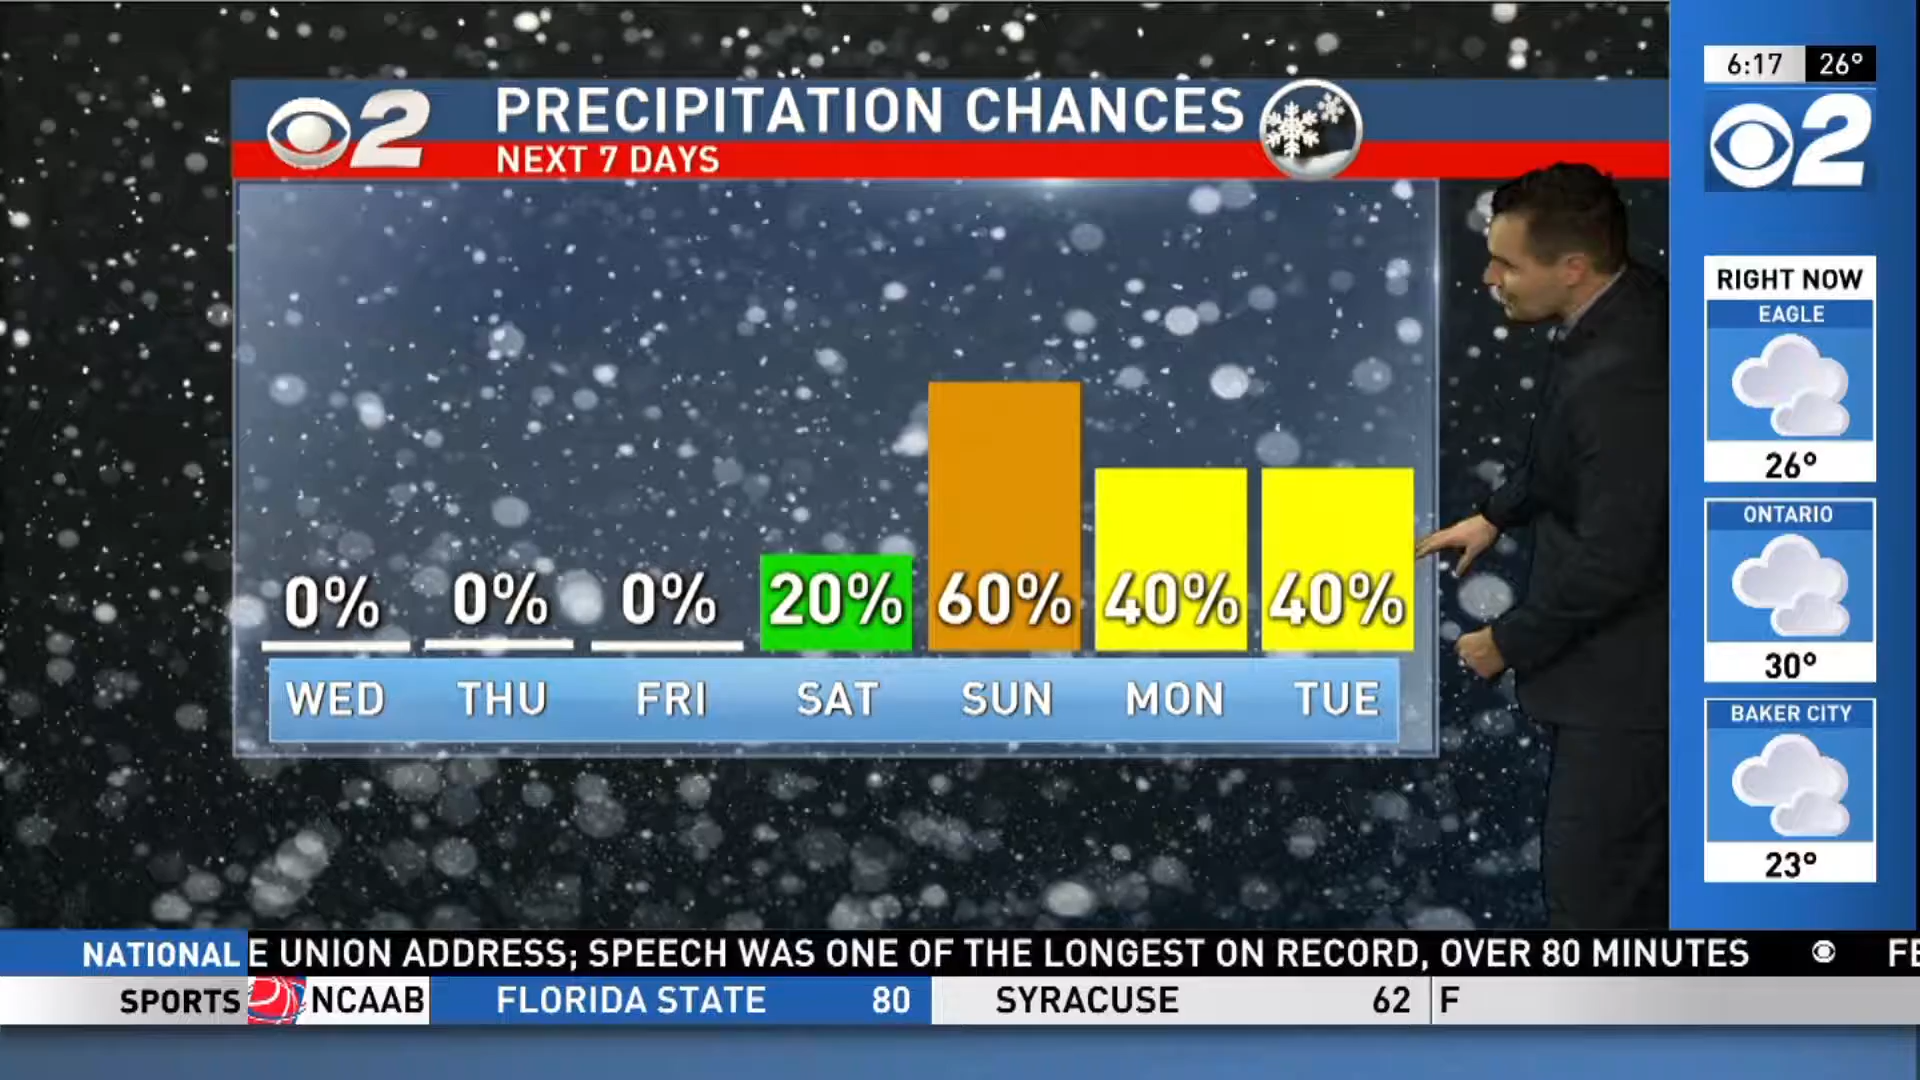 2
PRECIPITATION CHANCES
NEXT 7 DAYS
0%
0%
0%
20%
60%
40%
40%
WED
THU
FRI
SAT
SUN
MON
TUE
6:17 26°
2
RIGHT NOW
EAGLE
26°
ONTARIO
30°
BAKER CITY
23°
NATIONAL E UNION ADDRESS; SPEECH WAS ONE OF THE LONGEST ON RECORD, OVER 80 MINUTES FE
SPORTS NCAAB FLORIDA STATE 80 SYRACUSE 62 F